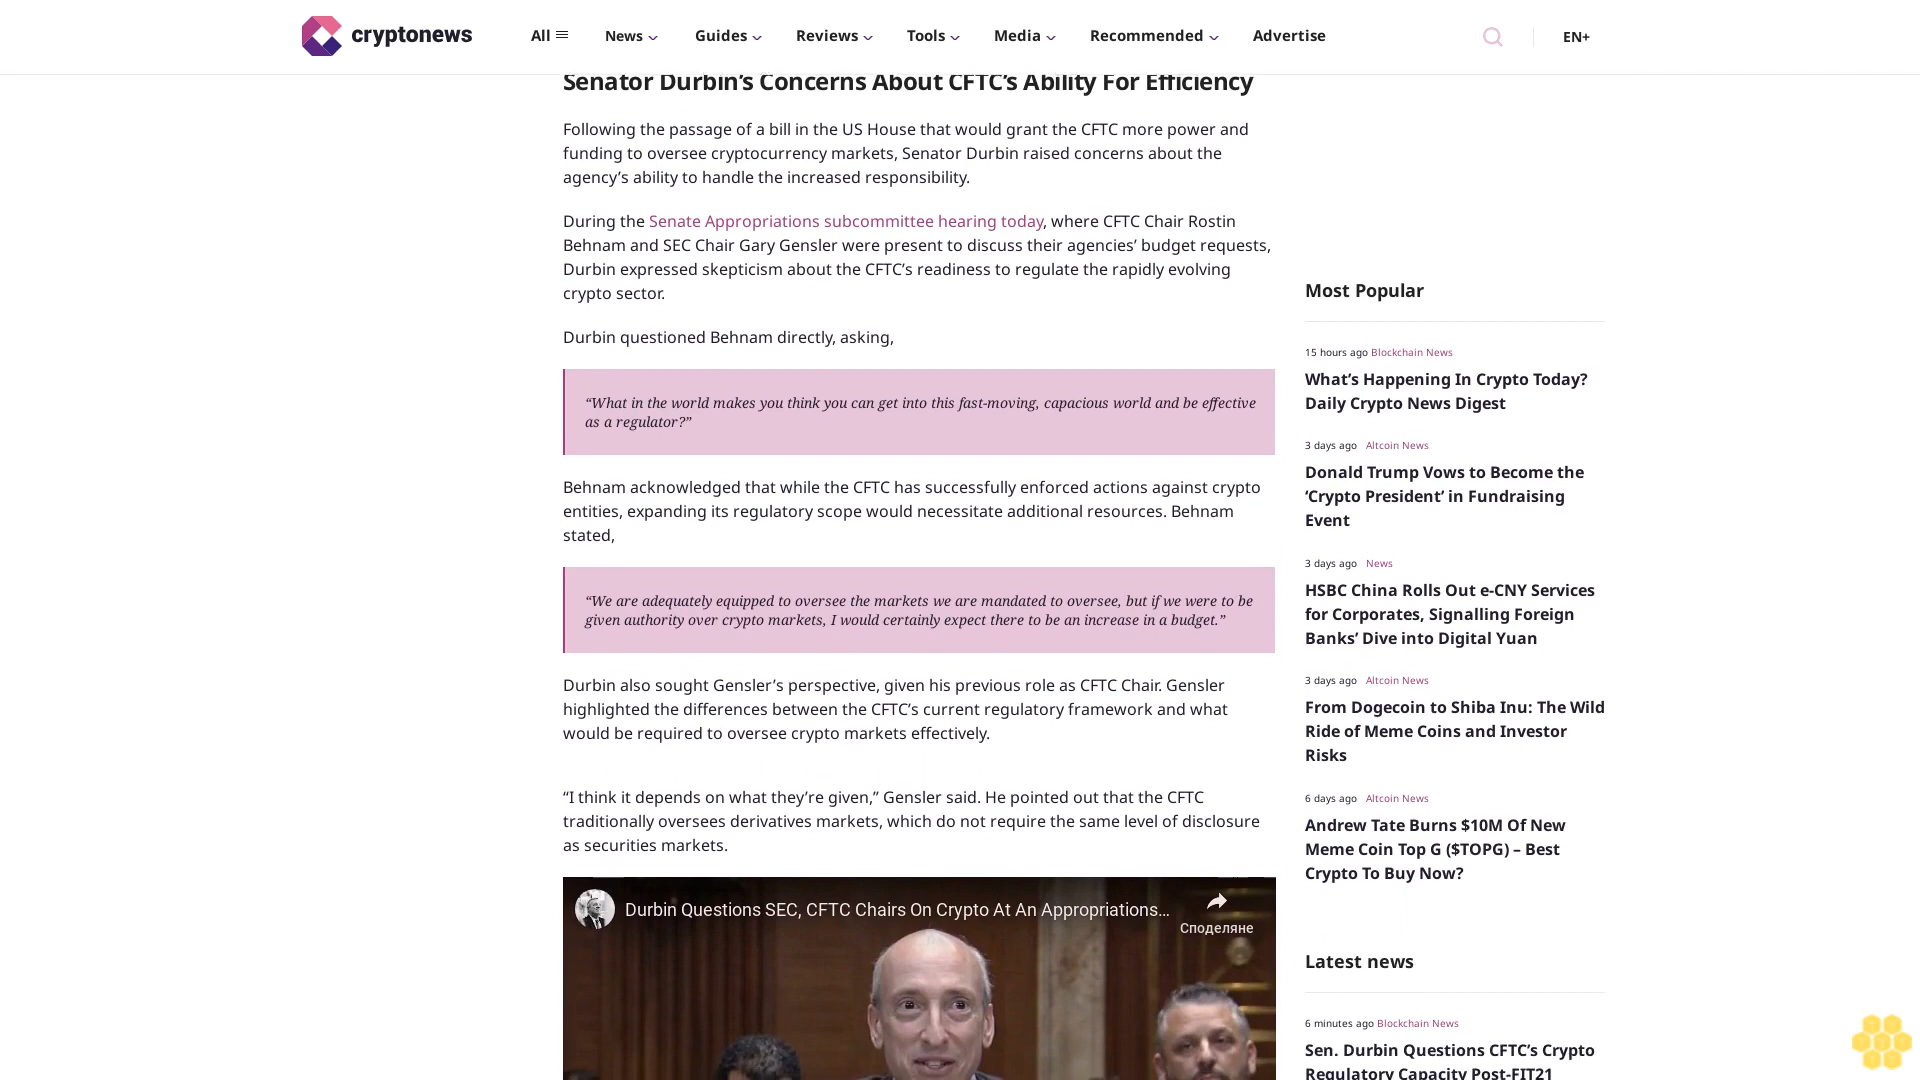 cryptonews
All
News
Guides
Reviews
Tools
Media
Recommended
Advertise
EN+
Senator Durbin’s Concerns About CFTC’s Ability For Efficiency
Following the passage of a bill in the US House that would grant the CFTC more power and
funding to oversee cryptocurrency markets, Senator Durbin raised concerns about the
agency’s ability to handle the increased responsibility.
During the Senate Appropriations subcommittee hearing today, where CFTC Chair Rostin
Behnam and SEC Chair Gary Gensler were present to discuss their agencies’ budget requests,
Durbin expressed skepticism about the CFTC’s readiness to regulate the rapidly evolving
crypto sector.
Durbin questioned Behnam directly, asking,
“What in the world makes you think you can get into this fast-moving, capacious world and be effective
as a regulator?”
Behnam acknowledged that while the CFTC has successfully enforced actions against crypto
entities, expanding its regulatory scope would necessitate additional resources. Behnam
stated,
“We are adequately equipped to oversee the markets we are mandated to oversee, but if we were to be
given authority over crypto markets, I would certainly expect there to be an increase in a budget.”
Durbin also sought Gensler’s perspective, given his previous role as CFTC Chair. Gensler
highlighted the differences between the CFTC’s current regulatory framework and what
would be required to oversee crypto markets effectively.
“I think it depends on what they’re given,” Gensler said. He pointed out that the CFTC
traditionally oversees derivatives markets, which do not require the same level of disclosure
as securities markets.
Durbin Questions SEC, CFTC Chairs On Crypto At An Appropriations...
Споделяне
Most Popular
15 hours ago Blockchain News
What’s Happening In Crypto Today?
Daily Crypto News Digest
3 days ago Altcoin News
Donald Trump Vows to Become the
‘Crypto President’ in Fundraising
Event
3 days ago News
HSBC China Rolls Out e-CNY Services
for Corporates, Signalling Foreign
Banks’ Dive into Digital Yuan
3 days ago Altcoin News
From Dogecoin to Shiba Inu: The Wild
Ride of Meme Coins and Investor
Risks
6 days ago Altcoin News
Andrew Tate Burns $10M Of New
Meme Coin Top G ($TOPG) – Best
Crypto To Buy Now?
Latest news
6 minutes ago Blockchain News
Sen. Durbin Questions CFTC’s Crypto
Regulatory Capacity Post-FIT21